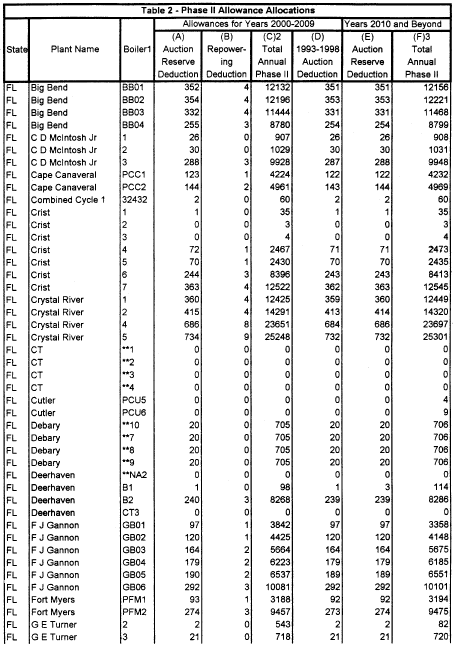 Table 2 - Phase II Allowance Allocations
Allowances for Years 2000-2009 Years 2010 and Beyond
(A) (B) (C)2 (D) (E) (F)3
Auction Repower- Total 1993-1998 Auction Total
State Plant Name Boiler1 Reserve ing Annual Auction Reserve Annual
Deduction Deduction Phase II Deduction Deduction Phase II
FL Big Bend BB01 352 4 12132 351 351 12156
FL Big Bend BB02 354 4 12196 353 353 12221
FL Big Bend BB03 332 4 11444 331 331 11468
FL Big Bend BB04 255 3 8780 254 254 8799
FL C D McIntosh Jr 1 26 0 907 26 26 908
FL C D McIntosh Jr 2 30 0 1029 30 30 1031
FL C D McIntosh Jr 3 288 3 9928 287 288 9948
FL Cape Canaveral PCC1 123 1 4224 122 122 4232
FL Cape Canaveral PCC2 144 2 4961 143 144 4969
FL Combined Cycle 1 32432 2 0 60 2 2 60
FL Crist 1 1 0 35 1 1 35
FL Crist 2 0 0 3 0 0 3
FL Crist 3 0 0 4 0 0 4
FL Crist 4 72 1 2467 71 71 2473
FL Crist 5 70 1 2430 70 70 2435
FL Crist 6 244 3 8396 243 243 8413
FL Crist 7 363 4 12522 362 363 12545
FL Crystal River 1 360 4 12425 359 360 12449
FL Crystal River 2 415 4 14291 413 414 14320
FL Crystal River 4 686 8 23651 684 686 23697
FL Crystal River 5 734 9 25248 732 732 25301
FL CT **1 0 0 0 0 0 0
FL CT **2 0 0 0 0 0 0
FL CT **3 0 0 0 0 0 0
FL CT **4 0 0 0 0 0 0
FL Cutler PCU5 0 0 0 0 0 4
FL Cutler PCU6 0 0 0 0 0 9
FL Debary **10 20 0 705 20 20 706
FL Debary **7 20 0 705 20 20 706
FL Debary **8 20 0 705 20 20 706
FL Debary **9 20 0 705 20 20 706
FL Deerhaven **NA2 0 0 0 0 0 0
FL Deerhaven B1 1 0 98 1 3 114
FL Deerhaven B2 240 3 8268 239 239 8286
FL Deerhaven CT3 0 0 0 0 0 0
FL F J Gannon GB01 97 1 3842 97 97 3358
FL F J Gannon GB02 120 1 4425 120 120 4148
FL F J Gannon GB03 164 2 5664 164 164 5675
FL F J Gannon GB04 179 2 6223 179 179 6185
FL F J Gannon GB05 190 2 6537 189 189 6551
FL F J Gannon GB06 292 3 10081 292 292 10101
FL Fort Myers PFM1 93 1 3188 92 92 3194
FL Fort Myers PFM2 274 3 9457 273 274 9475
FL G E Turner 2 2 0 543 2 2 82
FL G E Turner 3 21 0 718 21 21 720